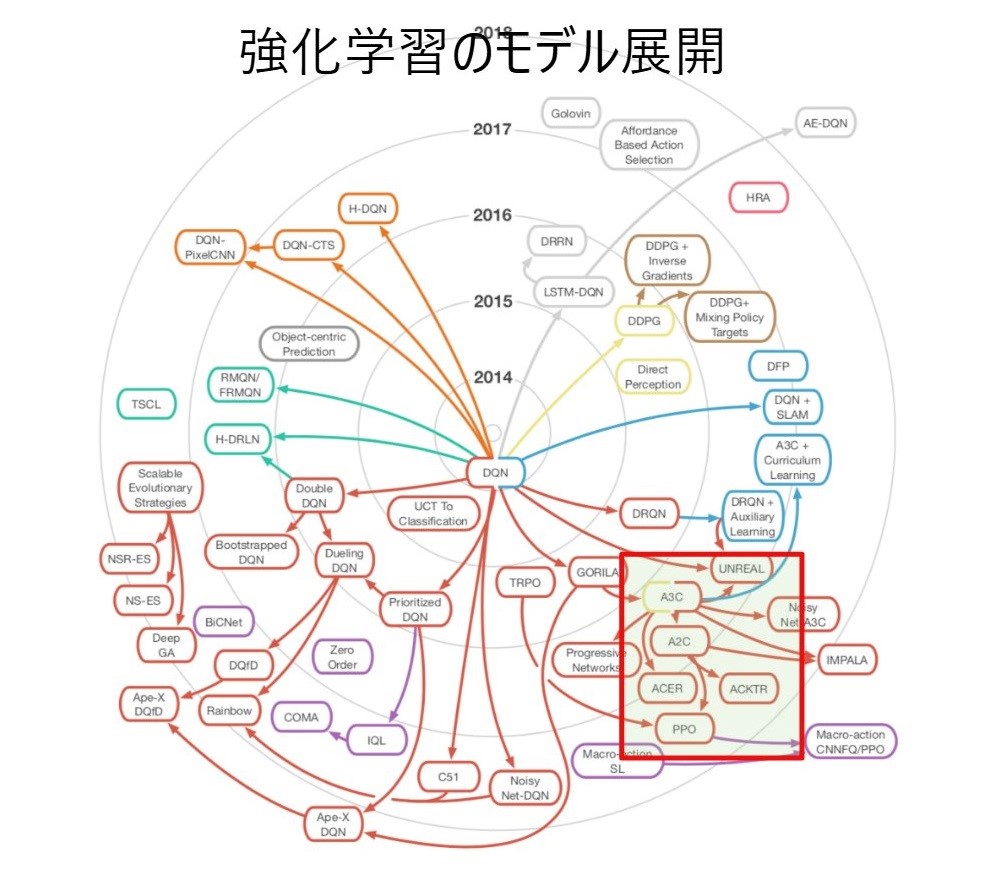 強化学習のモデル展開
2018
Golovin
2017
AE-DQN
Affordance
Based Action
Selection
HRA
H-DQN
2016
DQN-
PixelCNN
DQN-CTS
DRRN
DDPG +
Inverse
Gradients
LSTM-DQN
2015
DDPG+
Mixing Policy
Targets
DDPG
Object-centric
Prediction
2014
Direct
Perception
DFP
RMQN/
FRMQN
TSCL
DQN +
SLAM
H-DRLN
A3C +
Curriculum
Learning
DQN
Scalable
Evolutionary
Strategies
Double
DQN
UCT To
Classification
DRQN
DRQN +
Auxiliary
Learning
NSR-ES
Bootstrapped
DQN
Dueling
DQN
TRPO
GORILA
UNREAL
NS-ES
A3C
Prioritized
DQN
Noisy
Net-A3C
BiCNet
Deep
GA
A2C
Zero
Order
Progressive
Networks
IMPALA
DQfD
ACER
ACKTR
Ape-X
DQfD
Rainbow
COMA
PPO
IQL
Macro-action
CNNFQ/PPO
Macro-action
SL
C51
Noisy
Net-DQN
Ape-X
DQN